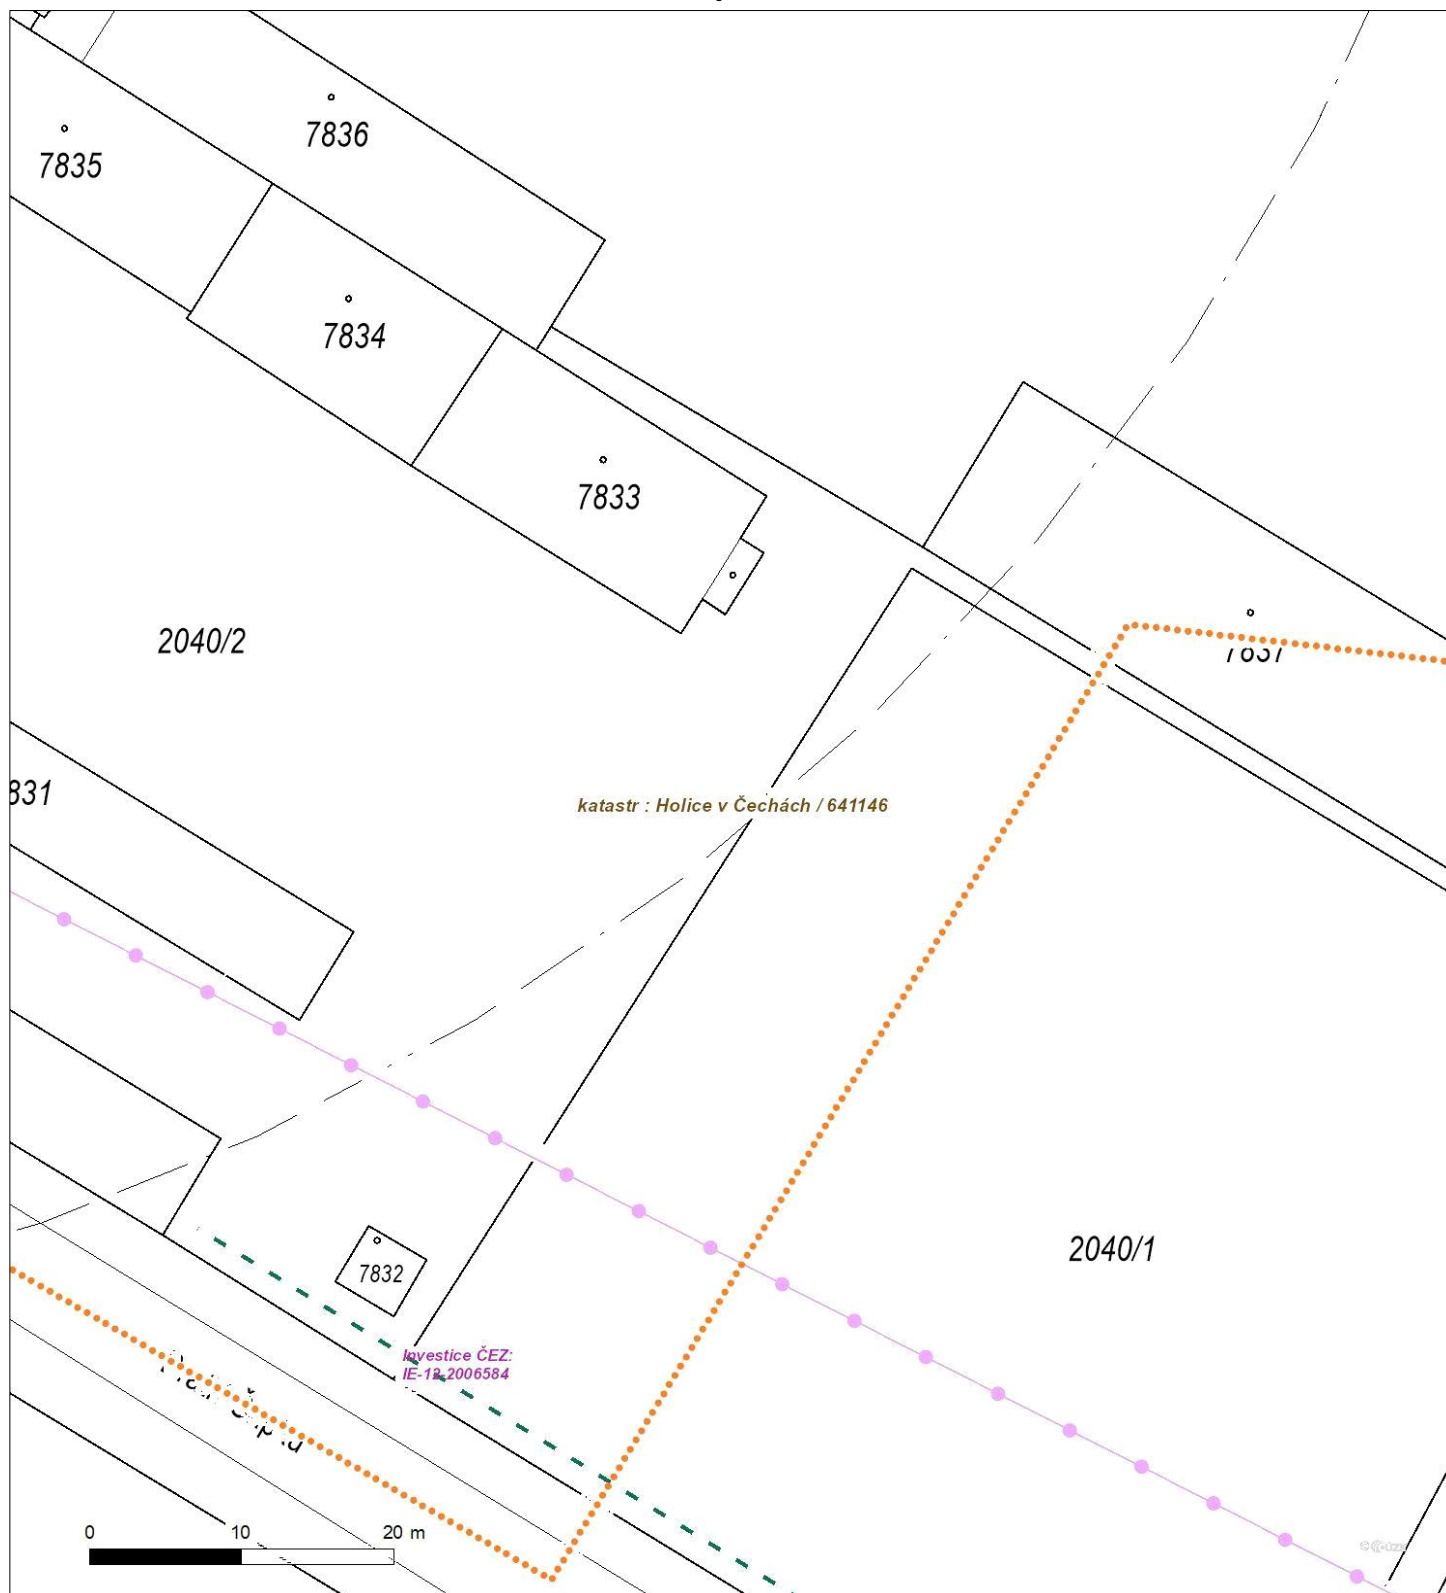 7836
7835
7834
7833
2040/2
831
katastr : Holice v Čechách / 641146
2040/1
7832
Investice ČEZ:
IE-12-2006584
0 10 20 m